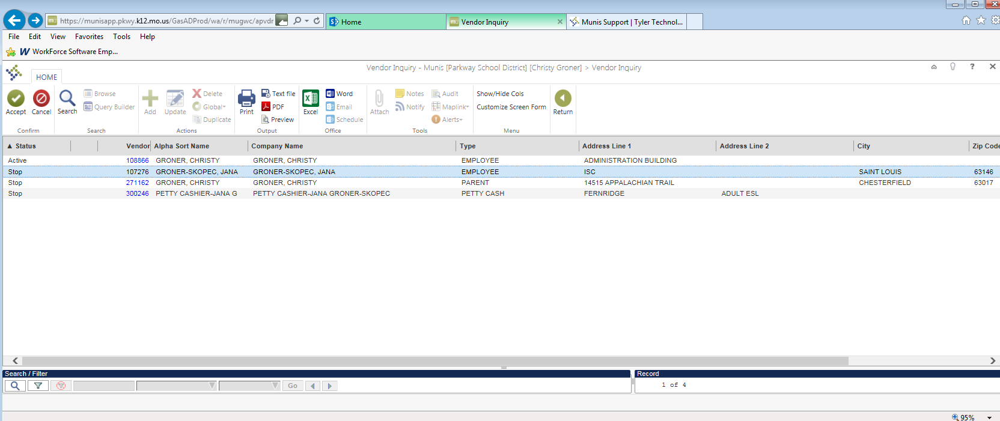 https://munisapp.pkwy.k12.mo.us/GasADProd/wa/r/mugwc/apvdr
Home
mu Vendor Inquiry
Munis Support | Tyler Technol...
File Edit View Favorites Tools Help
W WorkForce Software Emp...
Vendor Inquiry - Munis [Parkway School District] [Christy Groner] > Vendor Inquiry
HOME
Accept Cancel Search Browse Query Builder
Add Update Delete Global Duplicate
Print Text file PDF Preview
Excel Word Email Schedule
Attach Notes Notify Audit Maplink Alerts
Show/Hide Cols
Customize Screen Form
Return
Confirm Search Actions Output Office Tools Menu
▲ Status Vendor Alpha Sort Name Company Name Type Address Line 1 Address Line 2 City Zip Code
Active 108866 GRONER, CHRISTY GRONER, CHRISTY EMPLOYEE ADMINISTRATION BUILDING
Stop 107276 GRONER-SKOPEC, JANA GRONER-SKOPEC, JANA EMPLOYEE ISC SAINT LOUIS 63146
Stop 271162 GRONER, CHRISTY GRONER, CHRISTY PARENT 14515 APPALACHIAN TRAIL CHESTERFIELD 63017
Stop 300246 PETTY CASHIER-JANA G PETTY CASHIER-JANA GRONER-SKOPEC PETTY CASH FERNRIDGE ADULT ESL
Search / Filter Record
Go 1 of 4
95%